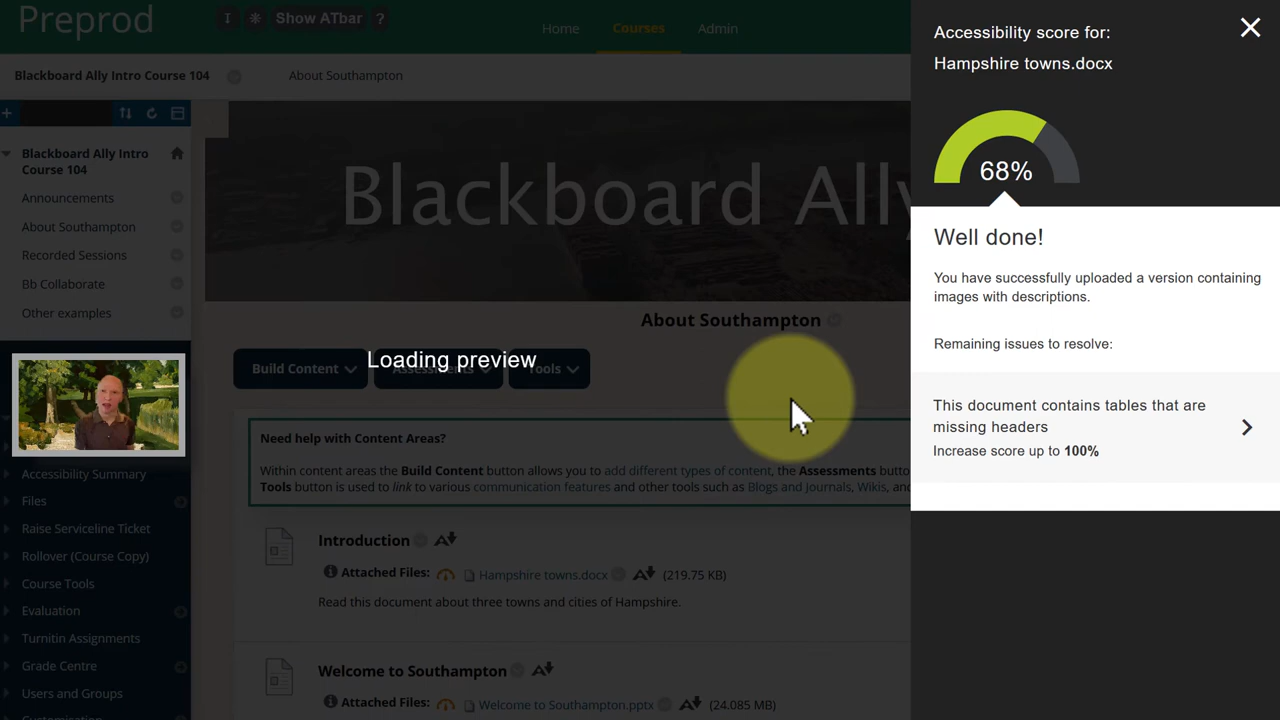 Preprod
Show ATbar
?
Home
Courses
Admin
Blackboard Ally Intro Course 104
About Southampton
Blackboard Ally Intro
Course 104
Announcements
About Southampton
Recorded Sessions
Bb Collaborate
Other examples
Accessibility Summary
Files
Raise Serviceline Ticket
Rollover (Course Copy)
Course Tools
Evaluation
Turnitin Assignments
Grade Centre
Users and Groups
Blackboard Ally
About Southampton
Loading preview
Build Content
Assessments
Tools
Need help with Content Areas?
Within content areas the Build Content button allows you to add different types of content, the Assessments butto
Tools button is used to link to various communication features and other tools such as Blogs and Journals, Wikis, and
Introduction
Attached Files: Hampshire towns.docx (219.75 KB)
Read this document about three towns and cities of Hampshire.
Welcome to Southampton
Attached Files: Welcome to Southampton.pptx (24.085 MB)
Accessibility score for:
Hampshire towns.docx
68%
Well done!
You have successfully uploaded a version containing
images with descriptions.
Remaining issues to resolve:
This document contains tables that are
missing headers
Increase score up to 100%